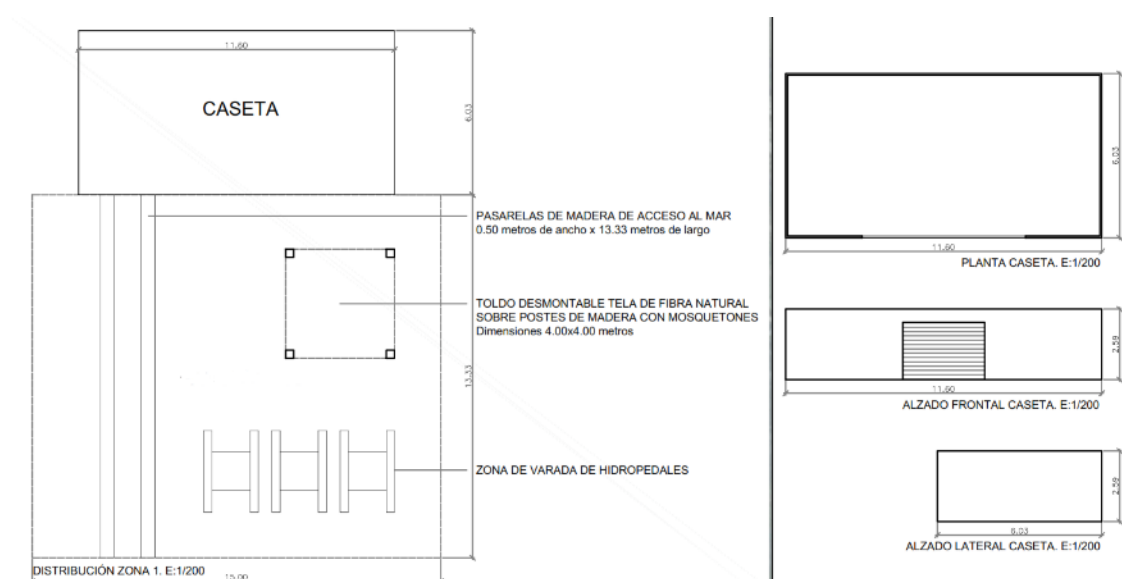 11.60
CASETA
6.03
PASARELAS DE MADERA DE ACCESO AL MAR
0.50 metros de ancho x 13.33 metros de largo
TOLDO DESMONTABLE TELA DE FIBRA NATURAL
SOBRE POSTES DE MADERA CON MOSQUETONES
Dimensiones 4.00x4.00 metros
13.33
ZONA DE VARADA DE HIDROPEDALES
DISTRIBUCIÓN ZONA 1. E:1/200
15.00
6.03
11.60
PLANTA CASETA. E:1/200
2.59
11.60
ALZADO FRONTAL CASETA. E:1/200
2.59
6.03
ALZADO LATERAL CASETA. E:1/200